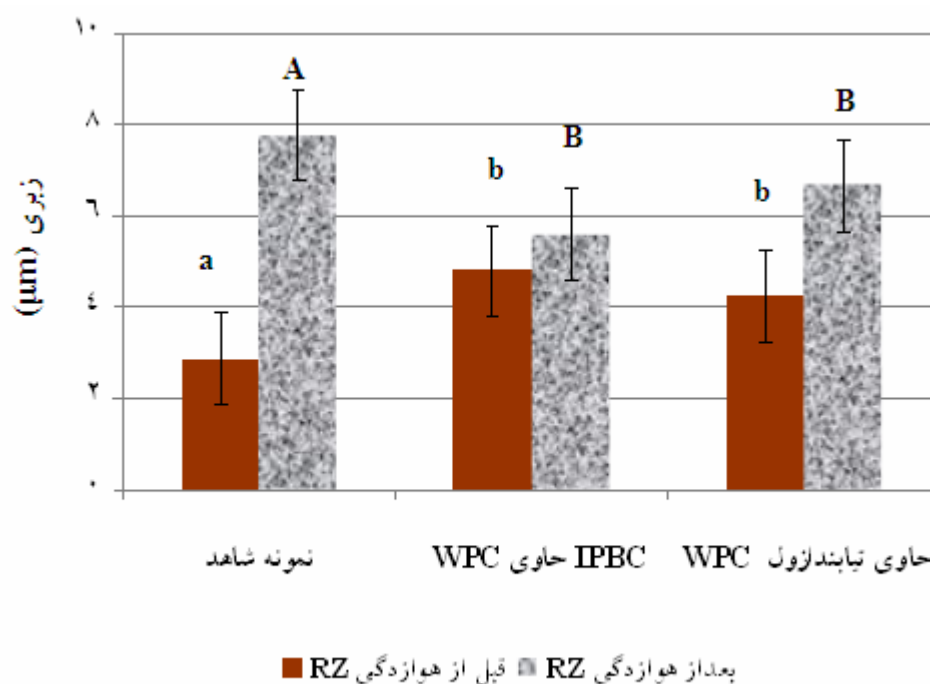 ۱۰
۸
۶
۴
۲
۰
زبری (µm)
a
A
b
B
b
B
نمونه شاهد
WPC حاوی IPBC
WPC حاوی تیابندازول
RZ قبل از هوازدگی
RZ بعداز هوازدگی